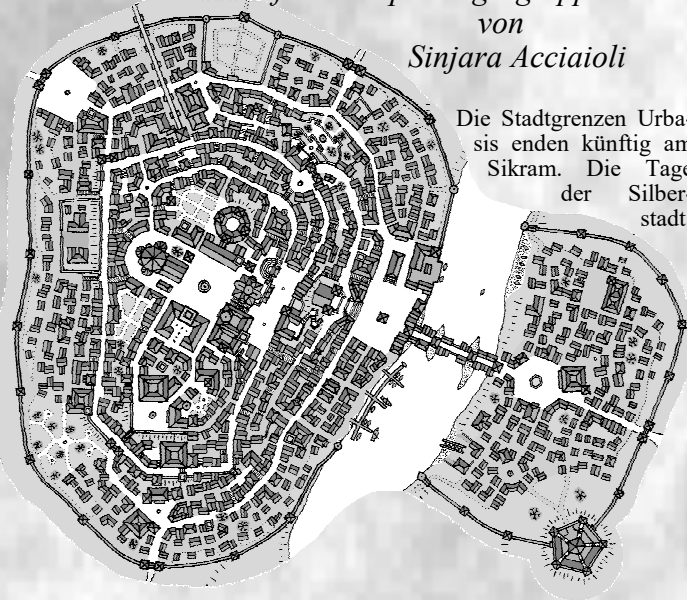 von
Sinjara Acciaioli
Die Stadtgrenzen Urba-
sis enden künftig am
Sikram. Die Tage
der Silber-
stadt